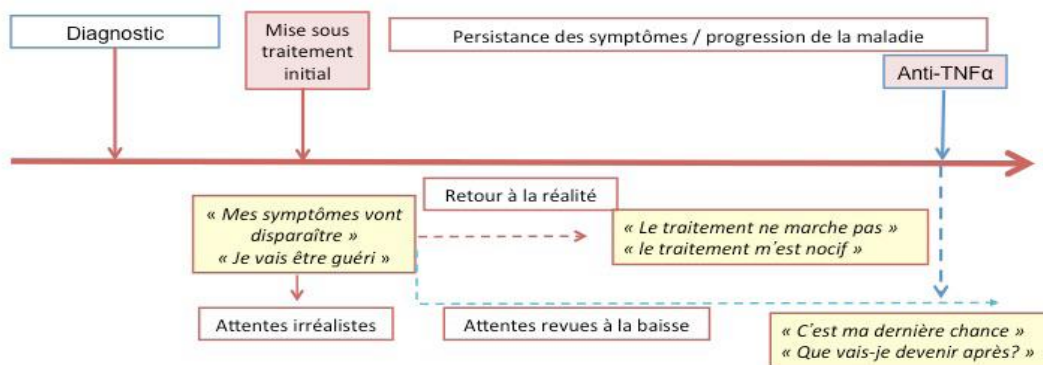 Diagnostic
Mise sous
traitement
initial
Persistance des symptômes / progression de la maladie
Anti-TNFα
Retour à la réalité
« Mes symptômes vont
disparaître »
« Je vais être guéri »
« Le traitement ne marche pas »
« le traitement m'est nocif »
Attentes irréalistes
Attentes revues à la baisse
« C'est ma dernière chance »
« Que vais-je devenir après? »